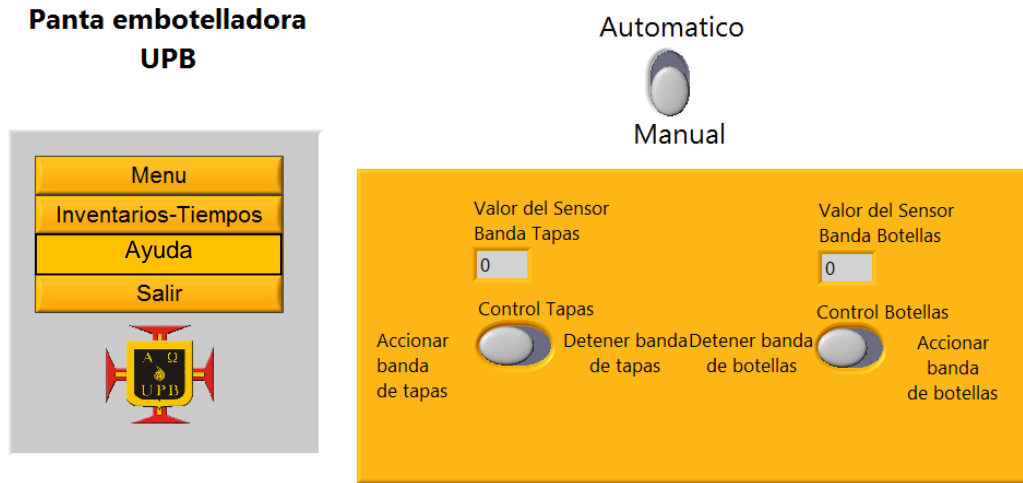 Panta embotelladora
UPB
Automatico
Manual
Menu
Inventarios-Tiempos
Ayuda
Salir
Α Ω
UPB
Valor del Sensor
Banda Tapas
0
Valor del Sensor
Banda Botellas
0
Control Tapas
Accionar
banda
de tapas
Detener banda
de tapas
Control Botellas
Detener banda
de botellas
Accionar
banda
de botellas